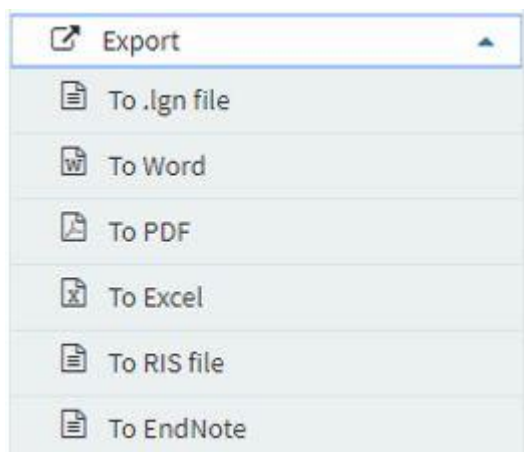 Export
To .lgn file
To Word
To PDF
To Excel
To RIS file
To EndNote